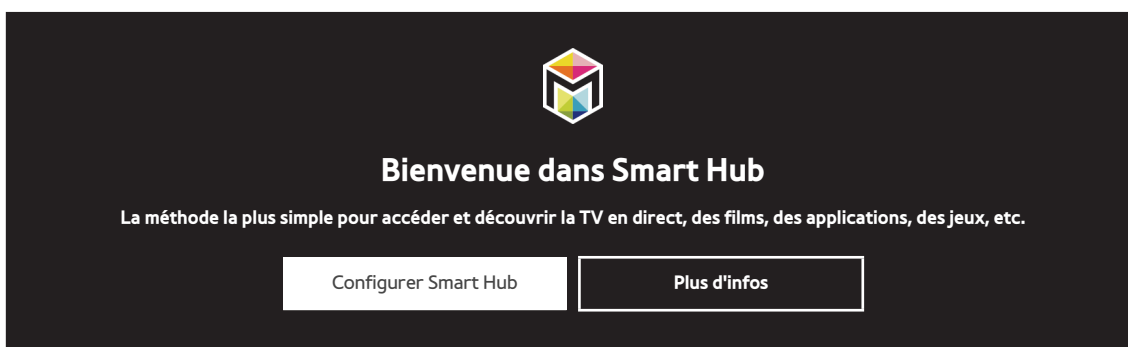 Bienvenue dans Smart Hub
La méthode la plus simple pour accéder et découvrir la TV en direct, des films, des applications, des jeux, etc.
Configurer Smart Hub
Plus d'infos